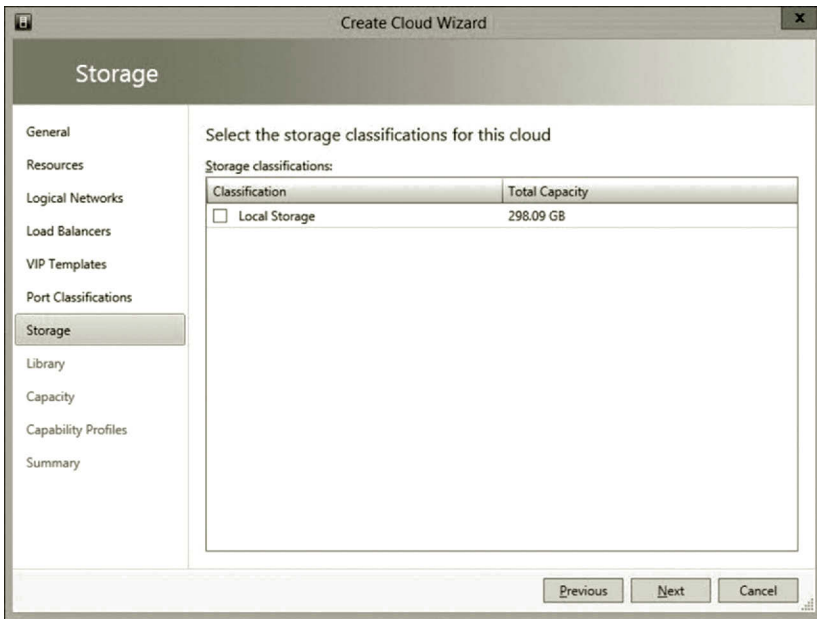 Create Cloud Wizard
x
Storage
General
Resources
Logical Networks
Load Balancers
VIP Templates
Port Classifications
Storage
Library
Capacity
Capability Profiles
Summary
Select the storage classifications for this cloud
Storage classifications:
Classification Total Capacity
Local Storage 298.09 GB
Previous Next Cancel